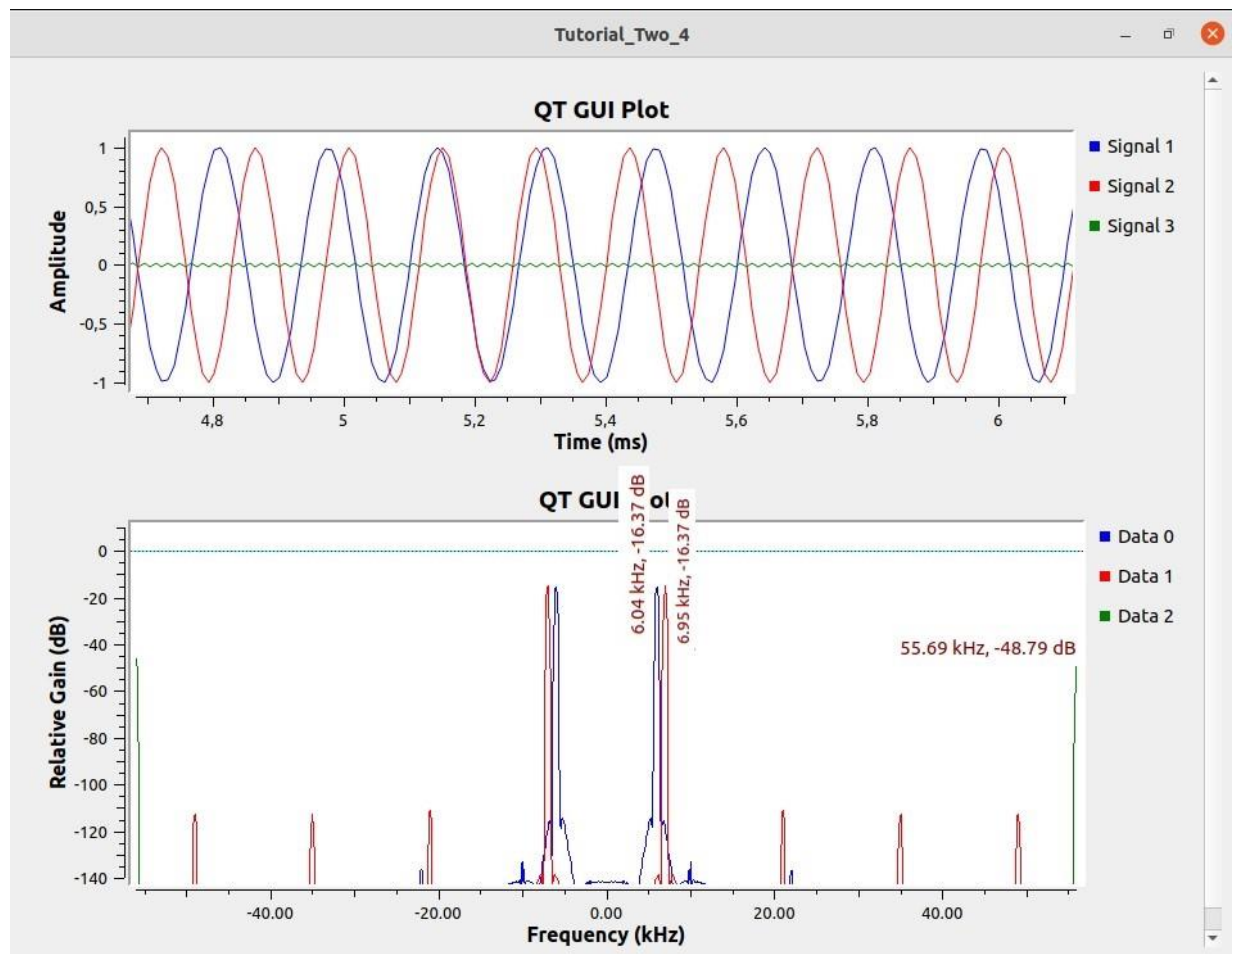 Tutorial_Two_4
QT GUI Plot
Amplitude
1
0,5
0
-0,5
-1
4,8
5
5,2
5,4
5,6
5,8
6
Time (ms)
Signal 1
Signal 2
Signal 3
QT GUI
6.04 kHz, -16.37 dB
6.95 kHz, -16.37 dB
55.69 kHz, -48.79 dB
Relative Gain (dB)
0
-20
-40
-60
-80
-100
-120
-140
-40.00
-20.00
0.00
20.00
40.00
Frequency (kHz)
Data 0
Data 1
Data 2